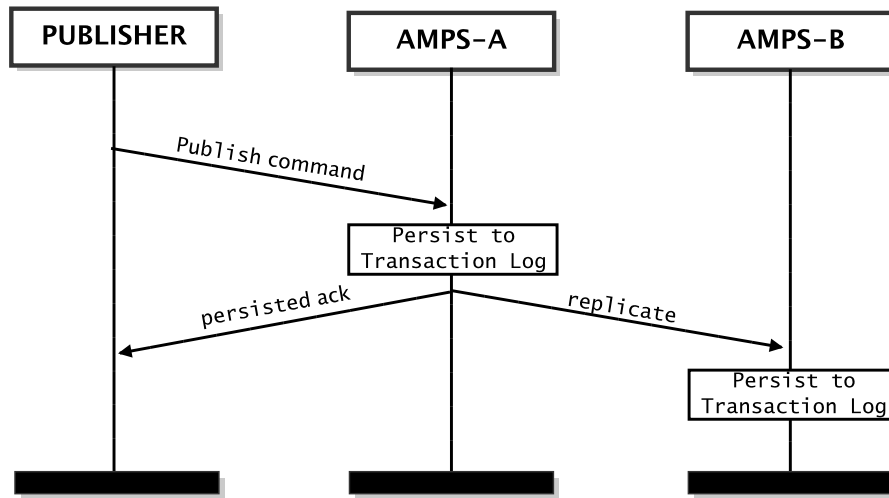 PUBLISHER
AMPS-A
AMPS-B
Publish command
Persist to
Transaction Log
persisted ack
replicate
Persist to
Transaction Log